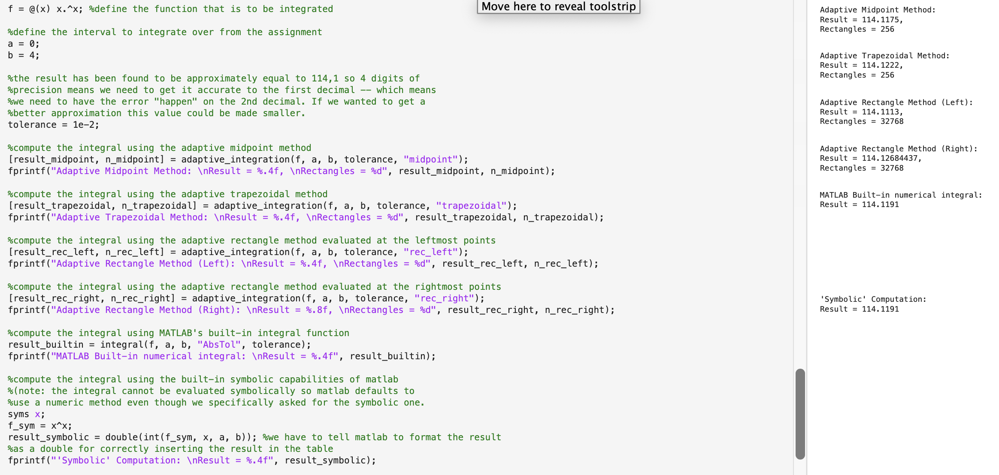 f = @(x) x.^x; %define the function that is to be integrated
Move here to reveal toolstrip
%define the interval to integrate over from the assignment
a = 0;
b = 4;
%the result has been found to be approximately equal to 114,1 so 4 digits of
%precision means we need to get it accurate to the first decimal -- which means
%we need to have the error "happen" on the 2nd decimal. If we wanted to get a
%better approximation this value could be made smaller.
tolerance = 1e-2;
%compute the integral using the adaptive midpoint method
[result_midpoint, n_midpoint] = adaptive_integration(f, a, b, tolerance, "midpoint");
fprintf("Adaptive Midpoint Method: \nResult = %.4f, \nRectangles = %d", result_midpoint, n_midpoint);
%compute the integral using the adaptive trapezoidal method
[result_trapezoidal, n_trapezoidal] = adaptive_integration(f, a, b, tolerance, "trapezoidal");
fprintf("Adaptive Trapezoidal Method: \nResult = %.4f, \nRectangles = %d", result_trapezoidal, n_trapezoidal);
%compute the integral using the adaptive rectangle method evaluated at the leftmost points
[result_rec_left, n_rec_left] = adaptive_integration(f, a, b, tolerance, "rec_left");
fprintf("Adaptive Rectangle Method (Left): \nResult = %.4f, \nRectangles = %d", result_rec_left, n_rec_left);
%compute the integral using the adaptive rectangle method evaluated at the rightmost points
[result_rec_right, n_rec_right] = adaptive_integration(f, a, b, tolerance, "rec_right");
fprintf("Adaptive Rectangle Method (Right): \nResult = %.8f, \nRectangles = %d", result_rec_right, n_rec_right);
%compute the integral using MATLAB's built-in integral function
result_builtin = integral(f, a, b, "AbsTol", tolerance);
fprintf("MATLAB Built-in numerical integral: \nResult = %.4f", result_builtin);
%compute the integral using the built-in symbolic capabilities of matlab
%(note: the integral cannot be evaluated symbolically so matlab defaults to
%use a numeric method even though we specifically asked for the symbolic one.
syms x;
f_sym = x^x;
result_symbolic = double(int(f_sym, x, a, b)); %we have to tell matlab to format the result
%as a double for correctly inserting the result in the table
fprintf("'Symbolic' Computation: \nResult = %.4f", result_symbolic);
Adaptive Midpoint Method:
Result = 114.1175,
Rectangles = 256
Adaptive Trapezoidal Method:
Result = 114.1222,
Rectangles = 256
Adaptive Rectangle Method (Left):
Result = 114.1113,
Rectangles = 32768
Adaptive Rectangle Method (Right):
Result = 114.12684437,
Rectangles = 32768
MATLAB Built-in numerical integral:
Result = 114.1191
'Symbolic' Computation:
Result = 114.1191